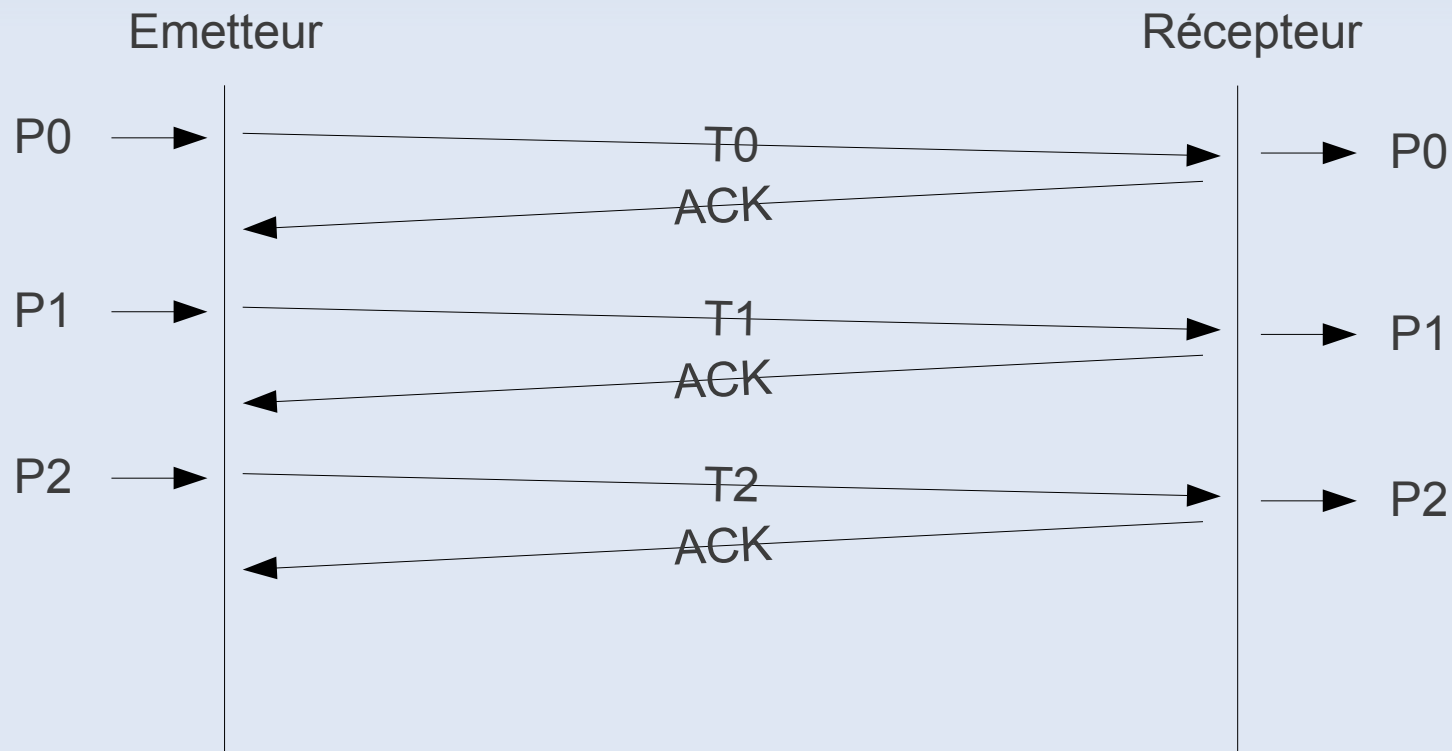 Emetteur Récepteur
P0 T0 P0
ACK
P1 T1 P1
ACK
P2 T2 P2
ACK